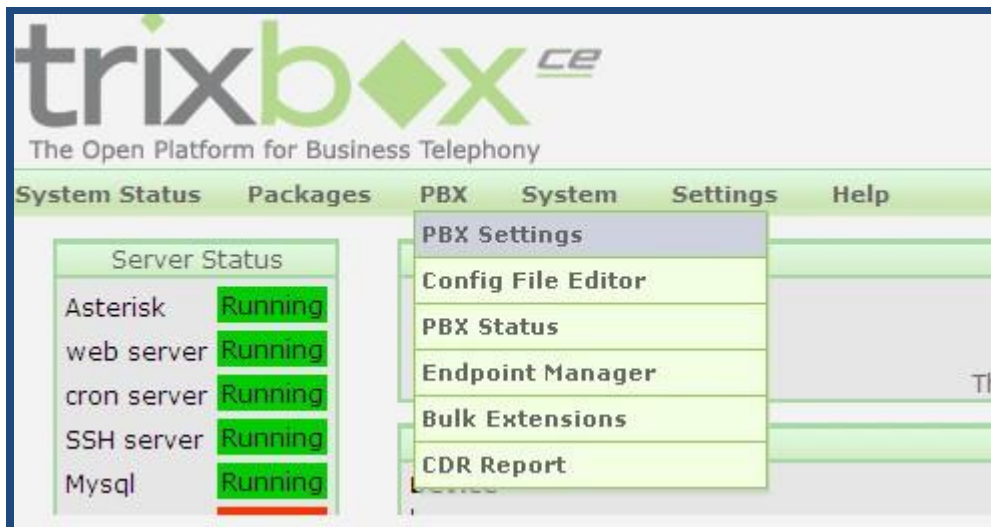 trixbox ce
The Open Platform for Business Telephony
System Status Packages PBX System Settings Help
PBX Settings
Config File Editor
PBX Status
Endpoint Manager
Bulk Extensions
CDR Report
Server Status
Asterisk Running
web server Running
cron server Running
SSH server Running
Mysql Running